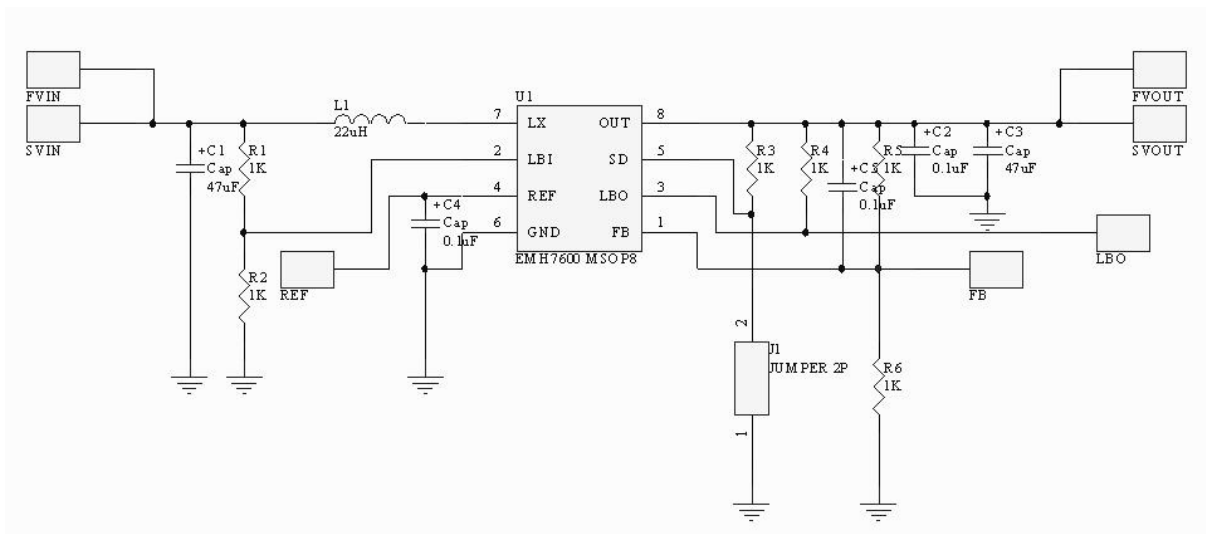 FVIN
SVIN
+C1
Cap
47uF
R1
1K
R2
1K
L1
22uH
REF
+C4
Cap
0.1uF
U1
7 LX OUT 8
2 LBI SD 5
4 REF LBO 3
6 GND FB 1
EMH7600 MSOP8
R3
1K
R4
1K
+C5
Cap
0.1uF
R5
1K
+C2
Cap
0.1uF
+C3
Cap
47uF
FVOUT
SVOUT
LBO
FB
2
J1
JUMPER 2P
1
R6
1K